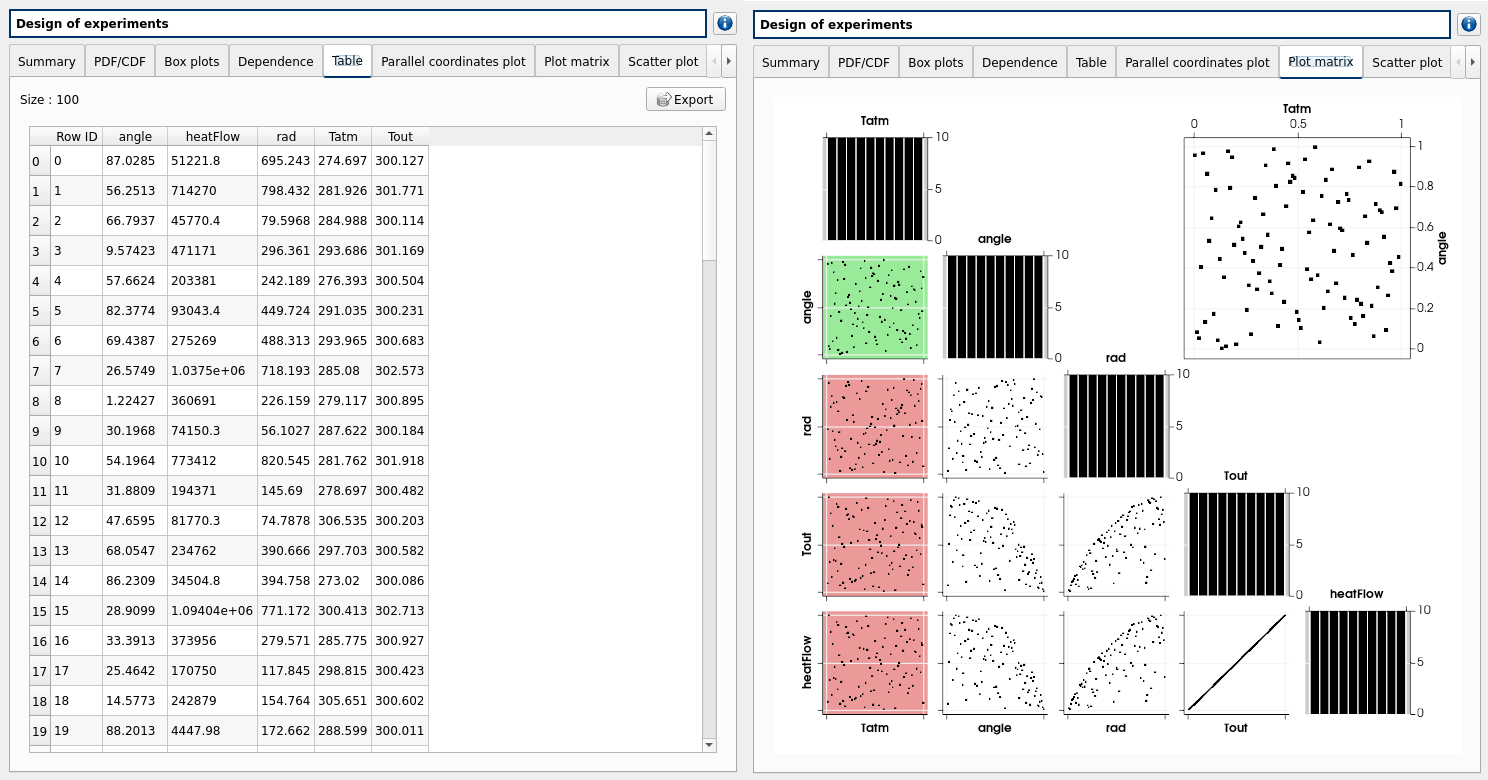 Design of experiments
Summary PDF/CDF Box plots Dependence Table Parallel coordinates plot Plot matrix Scatter plot
Size : 100
Export
Row ID angle heatFlow rad Tatm Tout
0 0 87.0285 51221.8 695.243 274.697 300.127
1 1 56.2513 714270 798.432 281.926 301.771
2 2 66.7937 45770.4 79.5968 284.988 300.114
3 3 9.57423 471171 296.361 293.686 301.169
4 4 57.6624 203381 242.189 276.393 300.504
5 5 82.3774 93043.4 449.724 291.035 300.231
6 6 69.4387 275269 488.313 293.965 300.683
7 7 26.5749 1.0375e+06 718.193 285.08 302.573
8 8 1.22427 360691 226.159 279.117 300.895
9 9 30.1968 74150.3 56.1027 287.622 300.184
10 10 54.1964 773412 820.545 281.762 301.918
11 11 31.8809 194371 145.69 278.697 300.482
12 12 47.6595 81770.3 74.7878 306.535 300.203
13 13 68.0547 234762 390.666 297.703 300.582
14 14 86.2309 34504.8 394.758 273.02 300.086
15 15 28.9099 1.09404e+06 771.172 300.413 302.713
16 16 33.3913 373956 279.571 285.775 300.927
17 17 25.4642 170750 117.845 298.815 300.423
18 18 14.5773 242879 154.764 305.651 300.602
19 19 88.2013 4447.98 172.662 288.599 300.011
Design of experiments
Summary PDF/CDF Box plots Dependence Table Parallel coordinates plot Plot matrix Scatter plot
Tatm
0 0.5 1
Tatm
10
5
0
1
0.8
0.6
0.4
0.2
0
angle
angle
10
5
0
angle
rad
10
5
0
rad
Tout
10
5
0
Tout
heatFlow
10
5
0
heatFlow
Tatm angle rad Tout